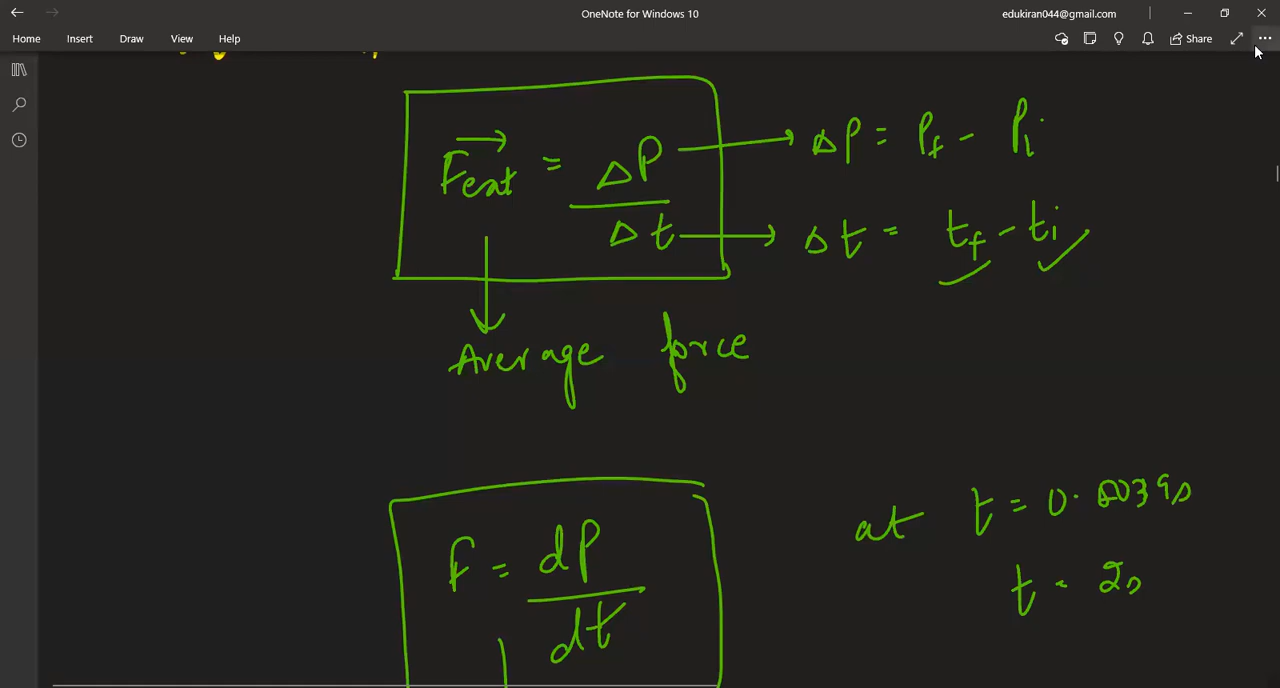 OneNote for Windows 10
edukiran044@gmail.com
Home Insert Draw View Help
Share
Fext = ΔP / Δt
ΔP = Pf - Pi
Δt = tf - ti
Average force
F = dP / dt
at t = 0.0039s
t = 2s